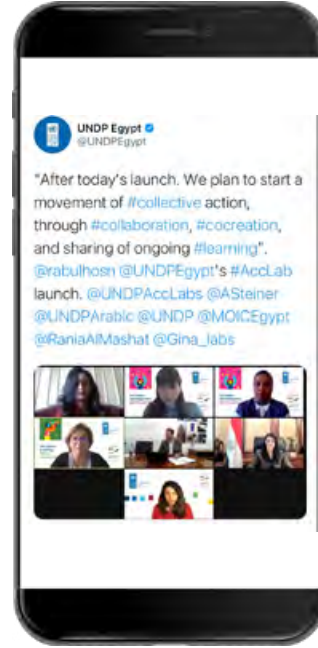 UNDP Egypt
@UNDPEgypt
"After today's launch. We plan to start a
movement of #collective action,
through #collaboration, #cocreation,
and sharing of ongoing #learning".
@rabulhosn @UNDPEgypt's #AccLab
launch. @UNDPAccLabs @ASteiner
@UNDPArabic @UNDP @MOICEgypt
@RaniaAlMashat @Gina_labs